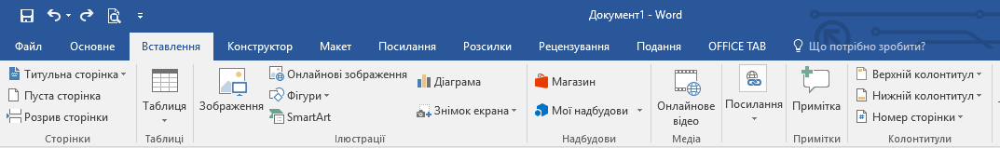 Документ1 - Word
Файл Основне Вставлення Конструктор Макет Посилання Розсилки Рецензування Подання OFFICE TAB Що потрібно зробити?
Титульна сторінка
Пуста сторінка
Розрив сторінки
Сторінки
Таблиця
Таблиці
Зображення
Онлайнові зображення
Фігури
SmartArt
Діаграма
Знімок екрана
Ілюстрації
Магазин
Мої надбудови
Надбудови
Онлайнове
відео
Медіа
Посилання
Примітка
Примітки
Верхній колонтитул
Нижній колонтитул
Номер сторінки
Колонтитули